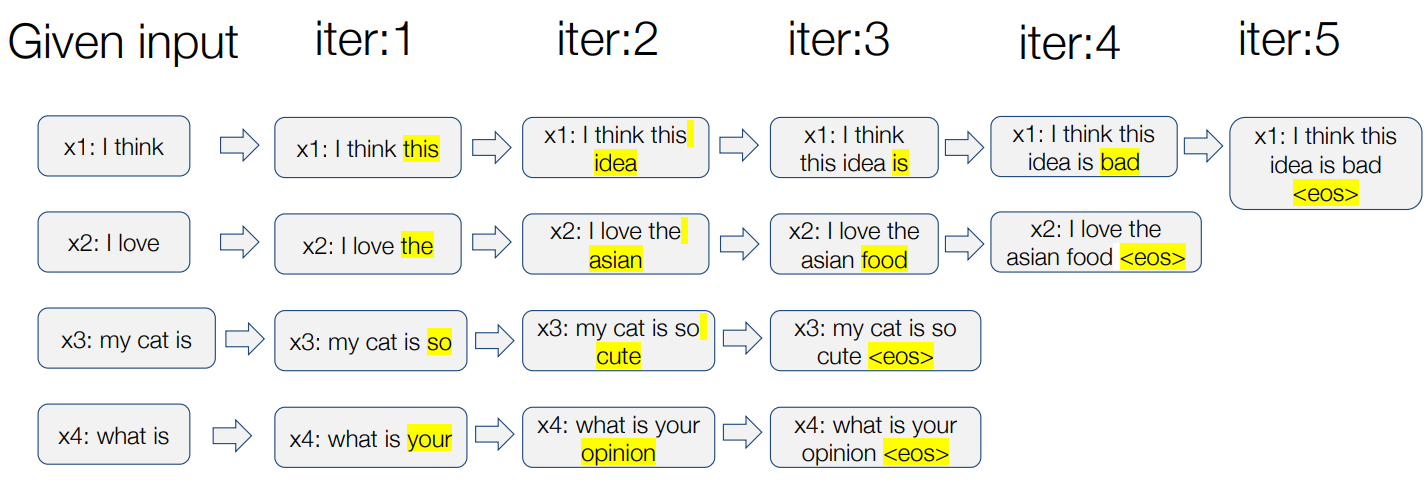 Given input iter:1 iter:2 iter:3 iter:4 iter:5
x1: I think
x1: I think this
x1: I think this
idea
x1: I think
this idea is
x1: I think this
idea is bad
x1: I think this
idea is bad
<eos>
x2: I love
x2: I love the
x2: I love the
asian
x2: I love the
asian food
x2: I love the
asian food <eos>
x3: my cat is
x3: my cat is so
x3: my cat is so
cute
x3: my cat is so
cute <eos>
x4: what is
x4: what is your
x4: what is your
opinion
x4: what is your
opinion <eos>